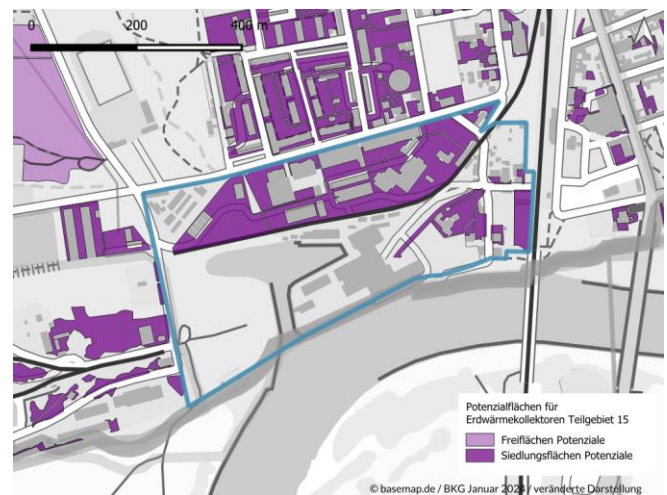 0 200 400 m
Potenzialflächen für
Erdwärmekollektoren Teilgebiet 15
Freiflächen Potenziale
Siedlungsflächen Potenziale
© basemap.de / BKG Januar 2024 / veränderte Darstellung